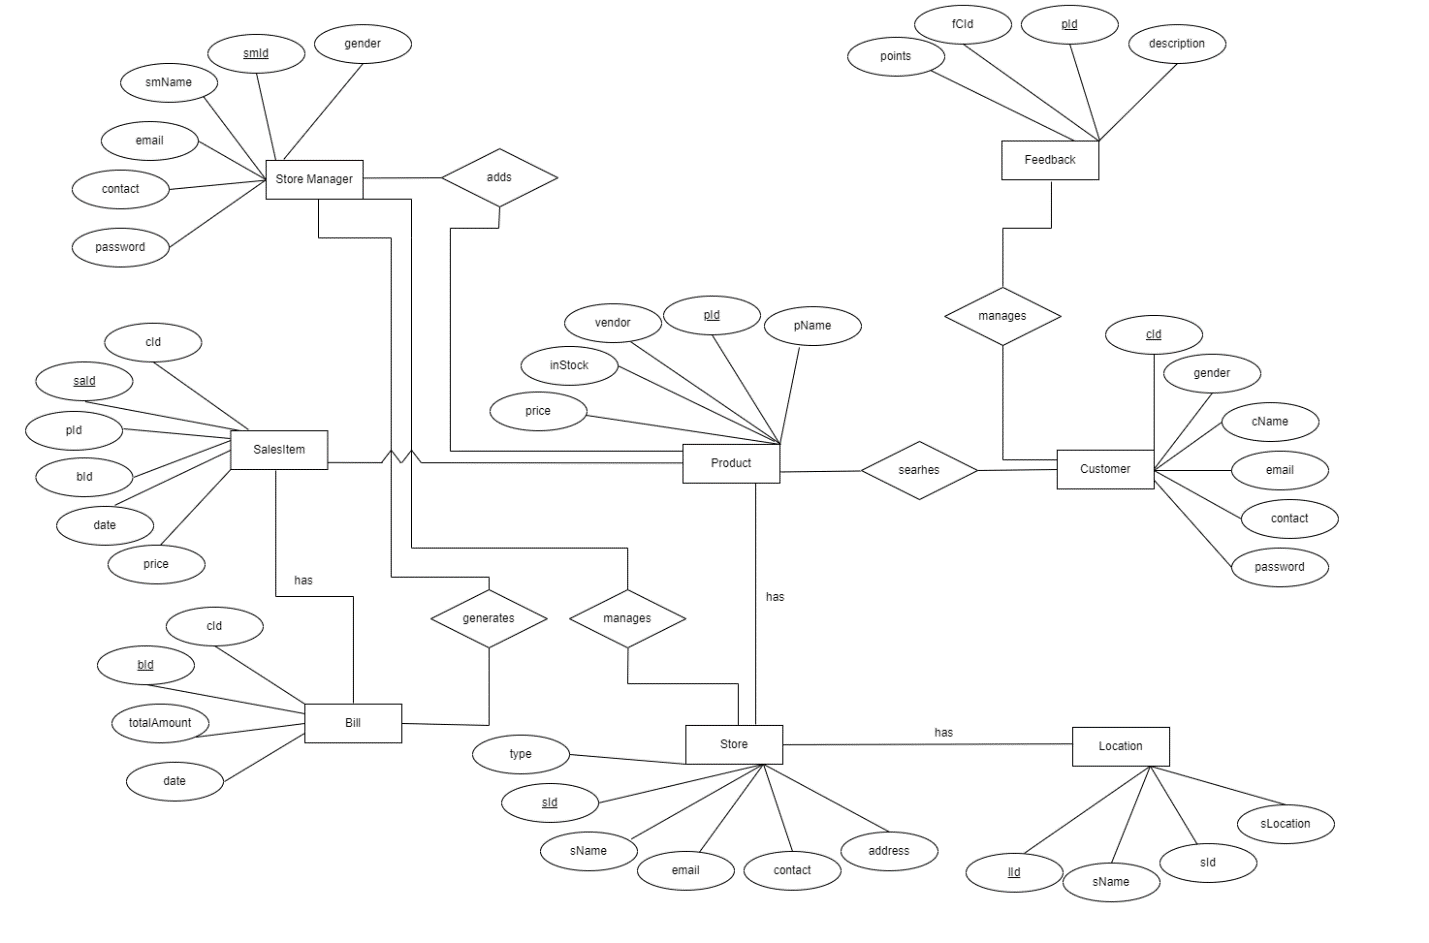 fCId
pId
points
description
Feedback
smId
gender
smName
email
contact
password
Store Manager
adds
manages
cId
gender
cName
email
contact
password
Customer
searhes
vendor
pId
pName
inStock
price
Product
cId
saId
pId
bId
date
price
SalesItem
has
generates
manages
has
cId
bId
totalAmount
date
Bill
Store
has
Location
type
sId
sName
email
contact
address
lId
sName
sId
sLocation